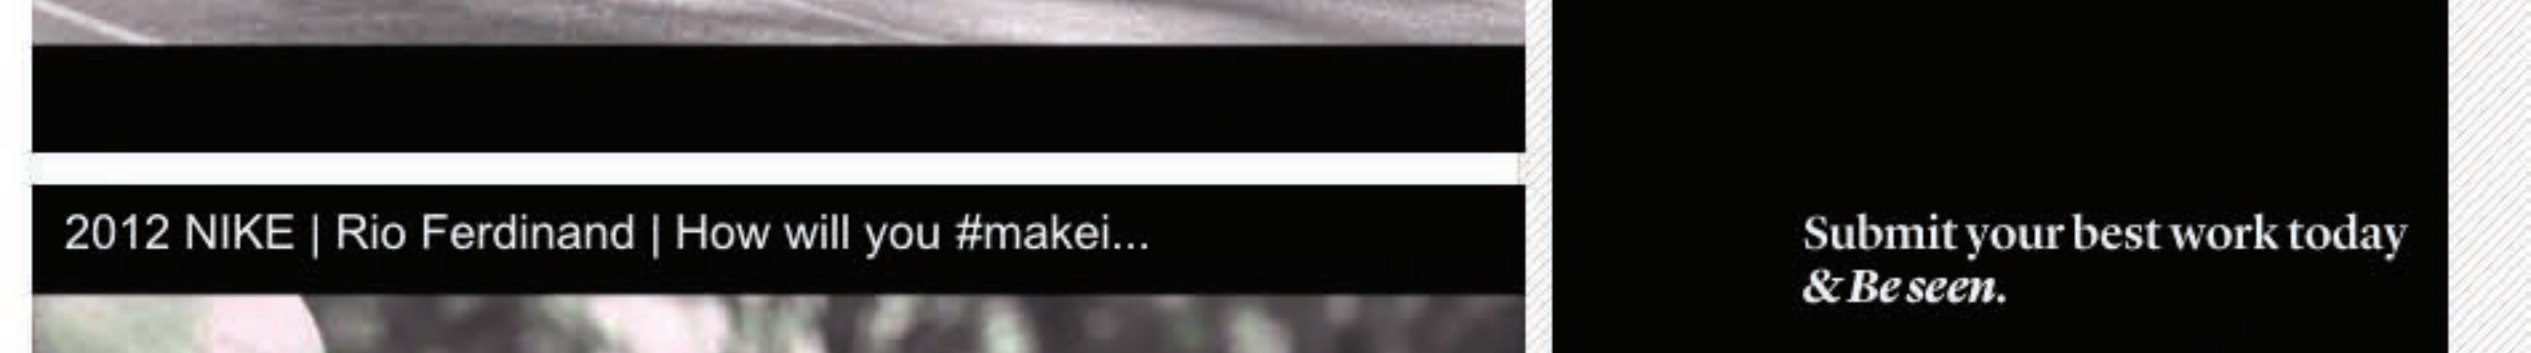 2012 NIKE | Rio Ferdinand | How will you #makei...
Submit your best work today
& Be seen.